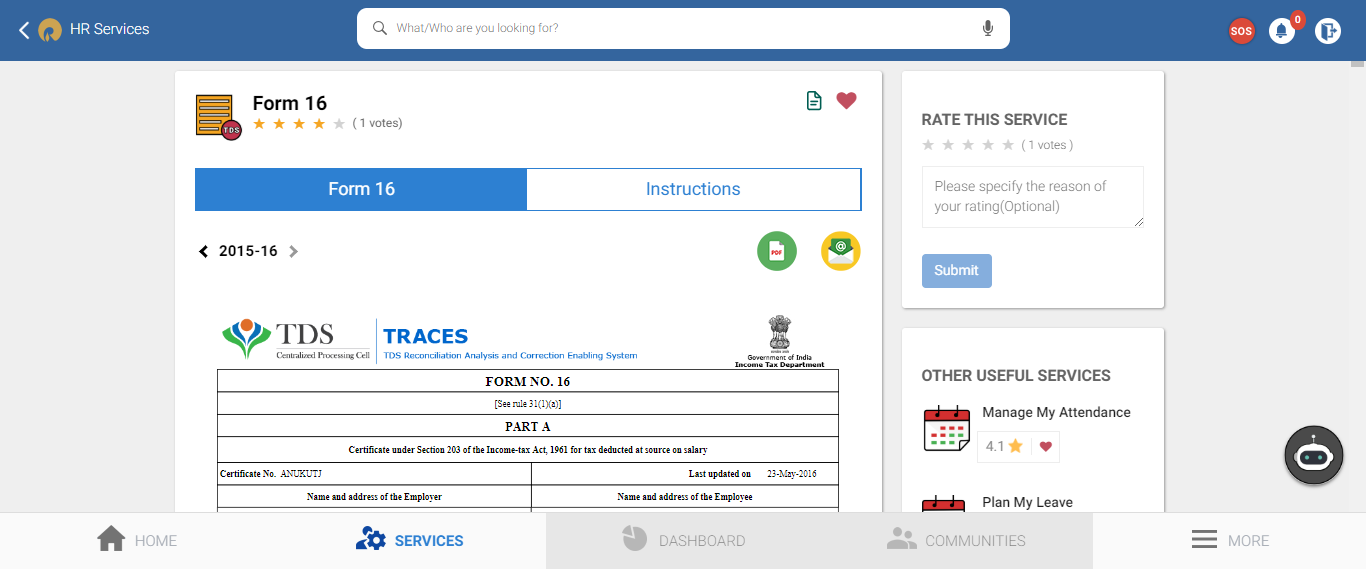 HR Services
What/Who are you looking for?
SOS
0
Form 16
TDS
( 1 votes)
Form 16
Instructions
2015-16
PDF
@
TDS
Centralized Processing Cell
TRACES
TDS Reconciliation Analysis and Correction Enabling System
Government of India
Income Tax Department
FORM NO. 16
[See rule 31(1)(a)]
PART A
Certificate under Section 203 of the Income-tax Act, 1961 for tax deducted at source on salary
Certificate No. ANUKUTJ
Last updated on 23-May-2016
Name and address of the Employer
Name and address of the Employee
RATE THIS SERVICE
( 1 votes )
Please specify the reason of
your rating(Optional)
Submit
OTHER USEFUL SERVICES
Manage My Attendance
4.1
Plan My Leave
HOME
SERVICES
DASHBOARD
COMMUNITIES
MORE